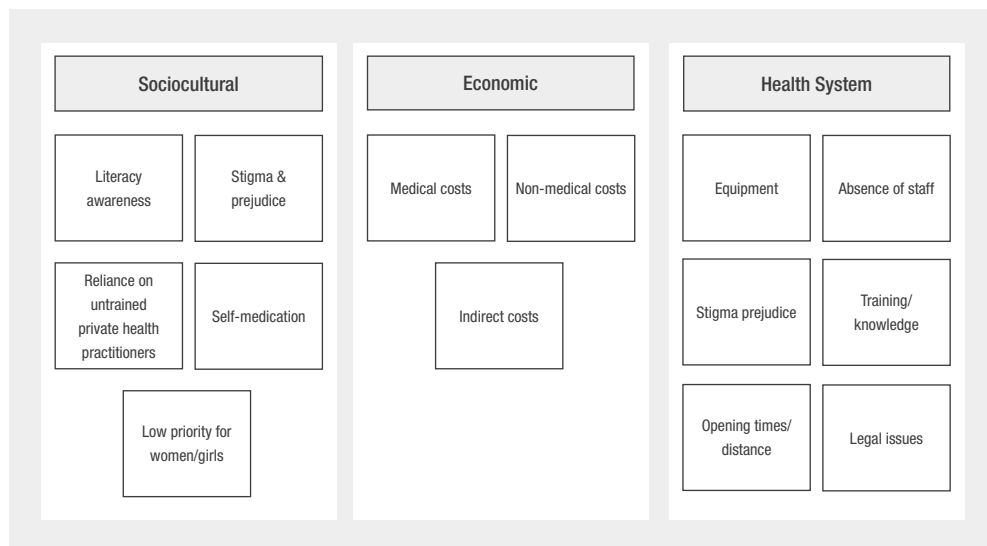 Sociocultural
Literacy
awareness
Stigma &
prejudice
Reliance on
untrained
private health
practitioners
Self-medication
Low priority for
women/girls
Economic
Medical costs
Non-medical costs
Indirect costs
Health System
Equipment
Absence of staff
Stigma prejudice
Training/
knowledge
Opening times/
distance
Legal issues